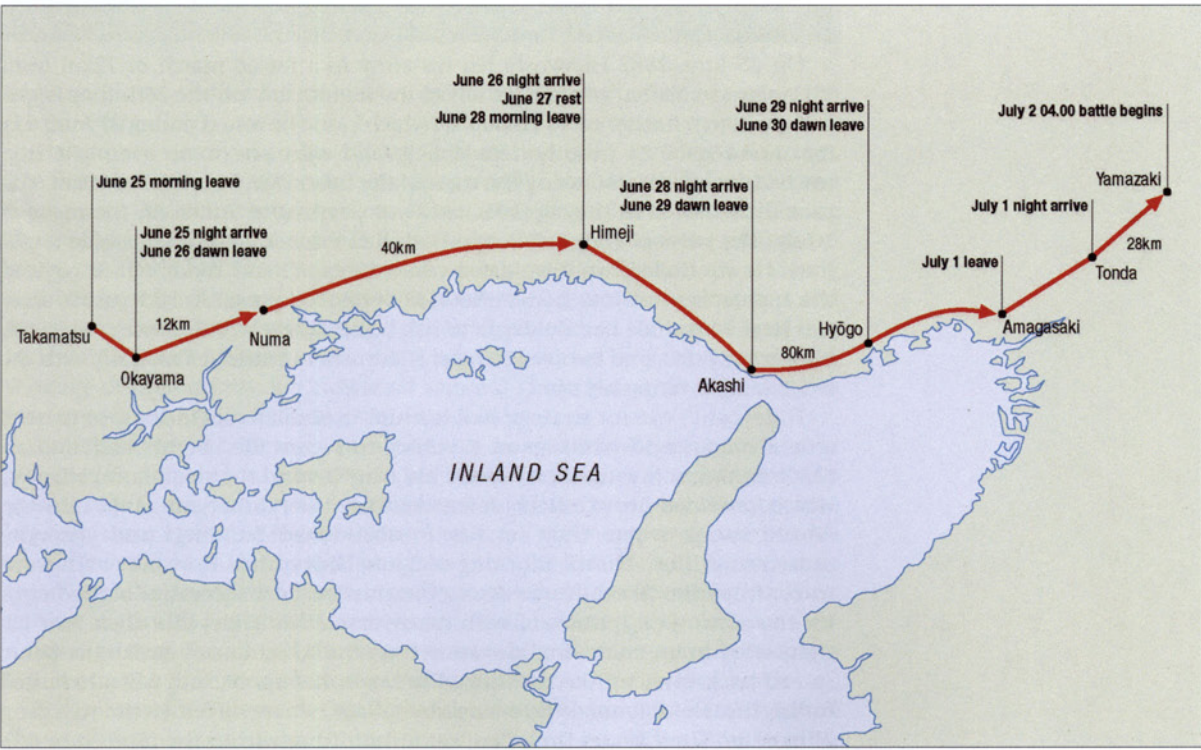 June 26 night arrive
June 27 rest
June 28 morning leave
June 29 night arrive
June 30 dawn leave
July 2 04.00 battle begins
June 25 morning leave
June 28 night arrive
June 29 dawn leave
Yamazaki
July 1 night arrive
June 25 night arrive
June 26 dawn leave
Himeji
40km
28km
July 1 leave
Tonda
Takamatsu
12km
Numa
Hyōgo
Amagasaki
Okayama
80km
Akashi
INLAND SEA